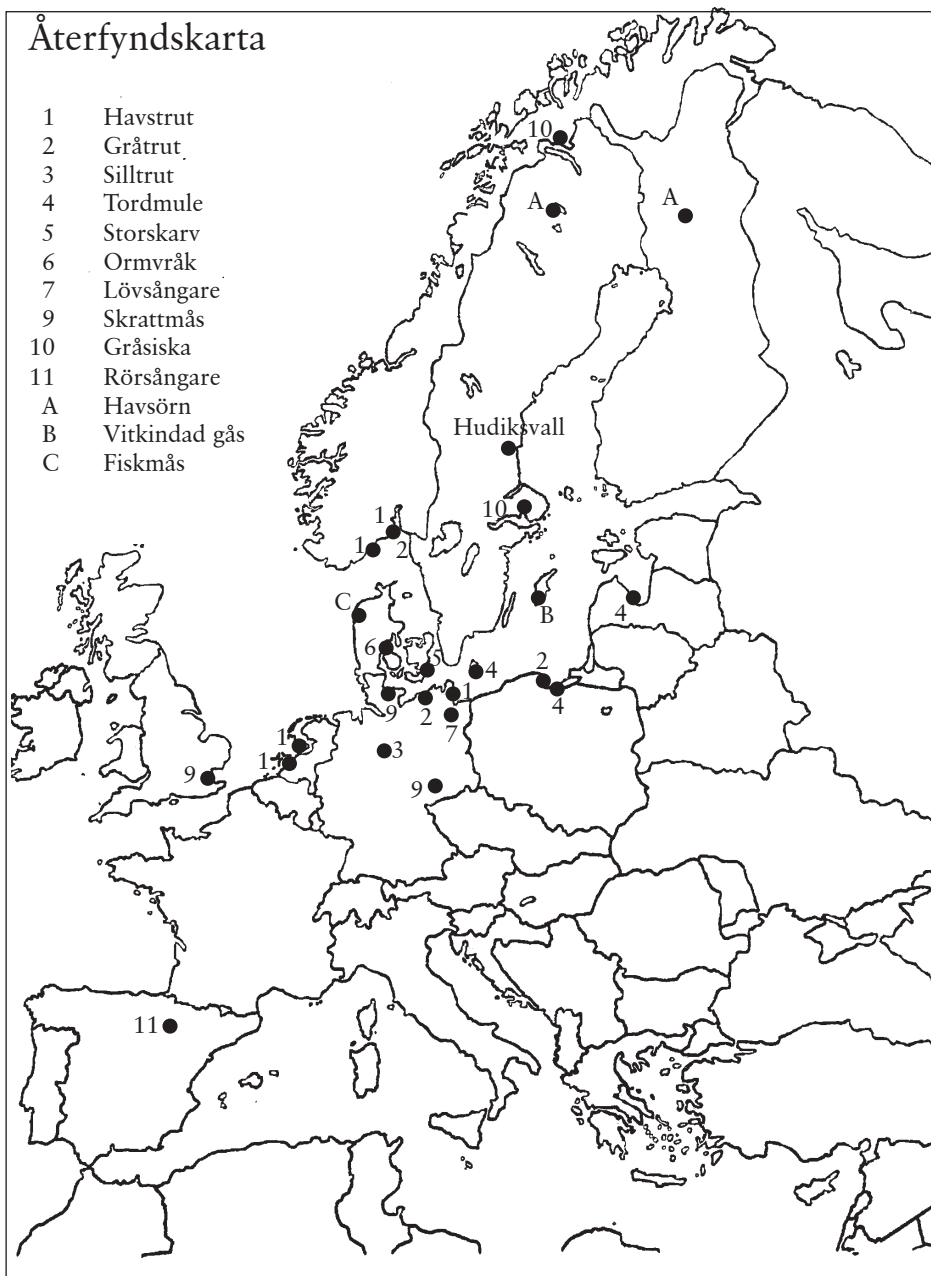 Återfyndskarta
1 Havstrut
2 Gråtrut
3 Silltrut
4 Tordmule
5 Storskarv
6 Ormvråk
7 Lövsångare
9 Skrattmås
10 Gråsiska
11 Rörsångare
A Havsörn
B Vitkindad gås
C Fiskmås
10
A
A
Hudiksvall
10
1
1
2
C
B
4
6
5
4
2
9
2
1
4
7
1
3
1
9
9
11